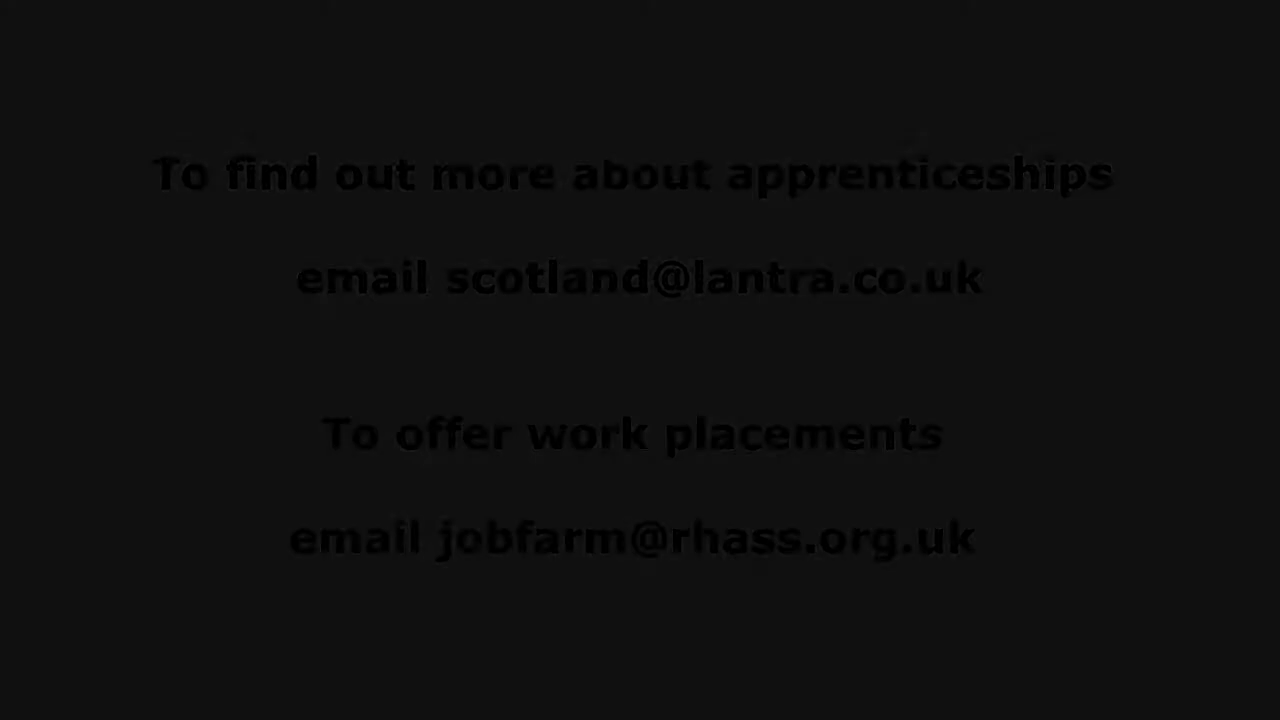 To find out more about apprenticeships
email scotland@lantra.co.uk
To offer work placements
email jobfarm@rhass.org.uk